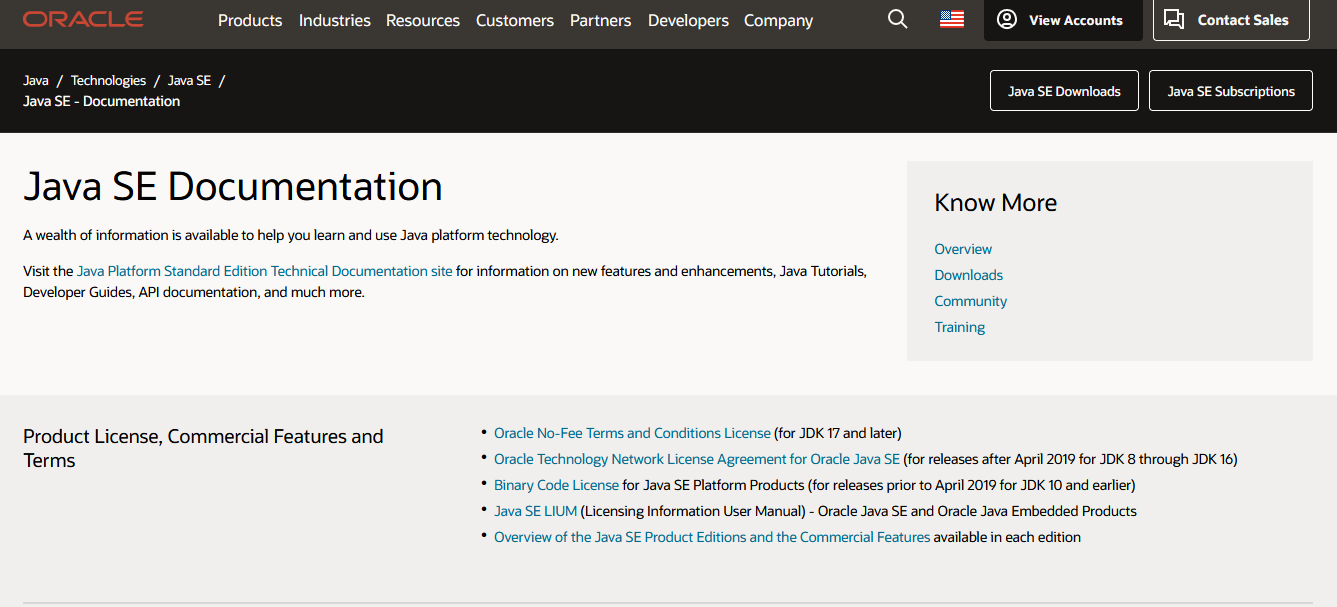 ORACLE
Products Industries Resources Customers Partners Developers Company
View Accounts
Contact Sales
Java / Technologies / Java SE /
Java SE - Documentation
Java SE Downloads
Java SE Subscriptions
Java SE Documentation
A wealth of information is available to help you learn and use Java platform technology.
Visit the Java Platform Standard Edition Technical Documentation site for information on new features and enhancements, Java Tutorials,
Developer Guides, API documentation, and much more.
Know More
Overview
Downloads
Community
Training
Product License, Commercial Features and
Terms
• Oracle No-Fee Terms and Conditions License (for JDK 17 and later)
• Oracle Technology Network License Agreement for Oracle Java SE (for releases after April 2019 for JDK 8 through JDK 16)
• Binary Code License for Java SE Platform Products (for releases prior to April 2019 for JDK 10 and earlier)
• Java SE LIUM (Licensing Information User Manual) - Oracle Java SE and Oracle Java Embedded Products
• Overview of the Java SE Product Editions and the Commercial Features available in each edition